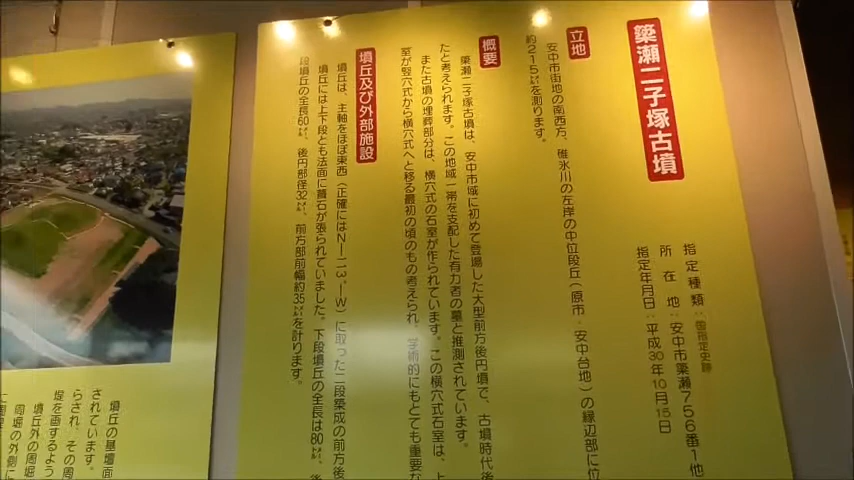 築瀬二子塚古墳
指定種類：国指定史跡
所在地：安中市簗瀬756番1他
指定年月日：平成30年10月15日
立地
安中市街地の南西方、碓氷川の左岸の中位段丘（原市・安中台地）の縁辺部に位
約215㍍を測ります。
概要
簗瀬二子塚古墳は、安中市域に初めて登場した大型前方後円墳で、古墳時代後
たと考えられます。この地域一帯を支配した有力者の墓と推測されています。
また古墳の埋葬部分は、横穴式の石室が作られています。この横穴式石室は、上
室が竪穴式から横穴式へと移る最初の頃のものと考えられ、学術的にもとても重要な
墳丘及び外部施設
墳丘は、主軸をほぼ東西（正確にはN－
－W）に取った二段築成の前方後
墳丘には上下段とも法面に葺石が張られていました。下段墳丘の全長は80㍍、後
段墳丘の全長60㍍、後円部径32㍍、前方部前幅約35㍍を計ります。
墳丘の基壇面
されていた
らされ、その周
堤を画するよう
墳丘外の周堀
周堀の外側に